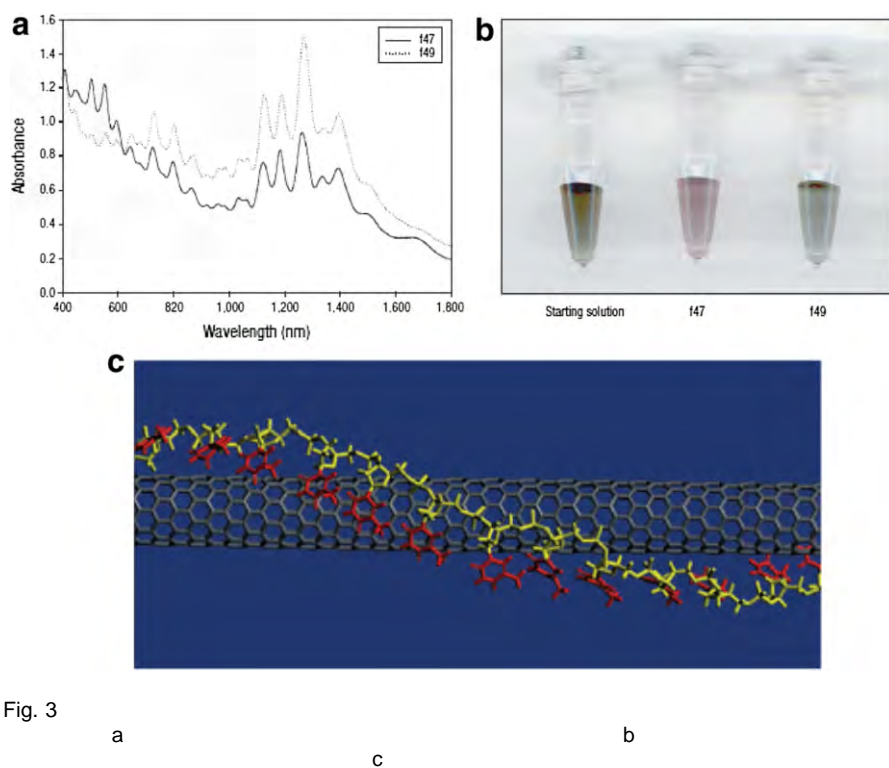 a
b
1.6
1.4
1.2
1.0
0.8
0.6
0.4
0.2
0.0
Absorbance
f47
f49
400
600
820
1,000
1,200
1,400
1,600
1,800
Wavelength (nm)
Starting solution
f47
f49
c
Fig. 3
a
b
c